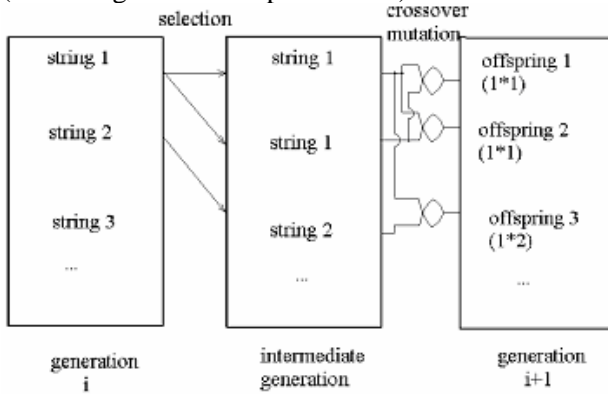 selection
crossover
mutation
string 1
string 2
string 3
...
generation
i
string 1
string 1
string 2
...
intermediate
generation
offspring 1
(1*1)
offspring 2
(1*1)
offspring 3
(1*2)
...
generation
i+1